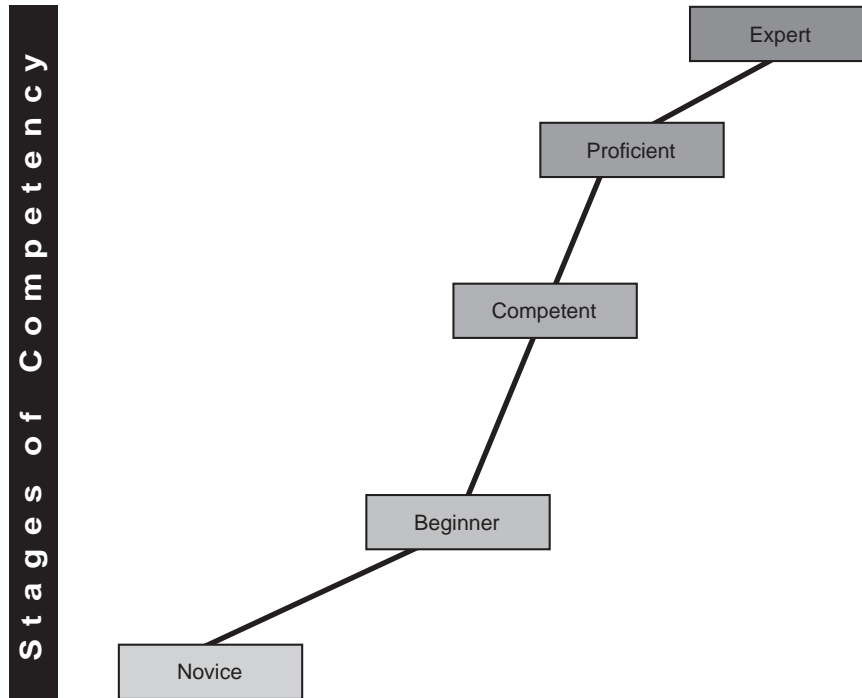 Stages of Competency
Expert
Proficient
Competent
Beginner
Novice